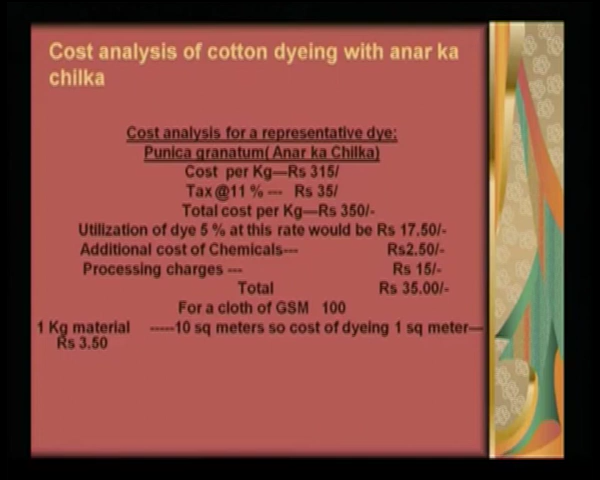 Cost analysis of cotton dyeing with anar ka
chilka
Cost analysis for a representative dye:
Punica granatum( Anar ka Chilka)
Cost per Kg—Rs 315/
Tax @11 % --- Rs 35/
Total cost per Kg—Rs 350/-
Utilization of dye 5 % at this rate would be Rs 17.50/-
Additional cost of Chemicals--- Rs2.50/-
Processing charges --- Rs 15/-
Total Rs 35.00/-
For a cloth of GSM 100
1 Kg material -----10 sq meters so cost of dyeing 1 sq meter—
Rs 3.50